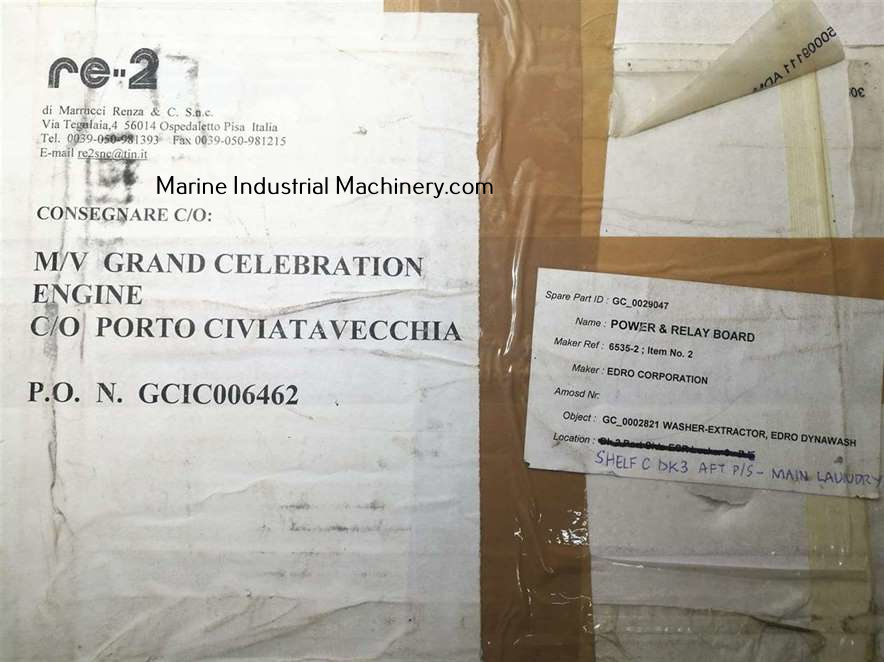 re-2
di Marrucci Renza & C. S.n.c.
Via Tegulaia,4 56014 Ospedaletto Pisa Italia
Tel. 0039-050-981393 Fax 0039-050-981215
E-mail re2snc@tin.it
Marine Industrial Machinery.com
CONSEGNARE C/O:
M/V GRAND CELEBRATION
ENGINE
C/O PORTO CIVIATAVECCHIA
P.O. N. GCIC006462
Spare Part ID : GC_0029047
Name : POWER & RELAY BOARD
Maker Ref : 6535-2 ; Item No. 2
Maker : EDRO CORPORATION
Amosd Nr:
Object : GC_0002821 WASHER-EXTRACTOR, EDRO DYNAWASH
Location :
SHELF C DK3 AFT P/S - MAIN LAUNDRY